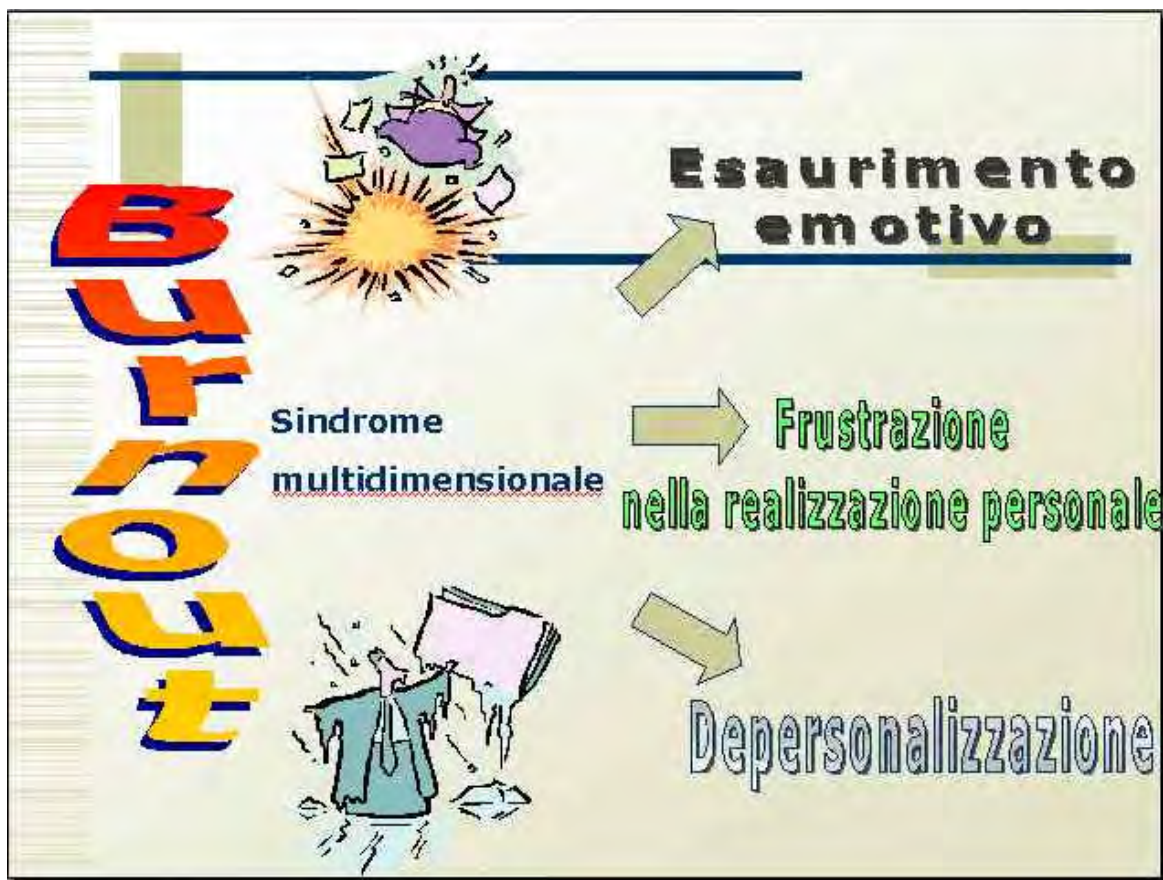 Burnout
Sindrome
multidimensionale
Esaurimento
emotivo
Frustrazione
nella realizzazione personale
Depersonalizzazione